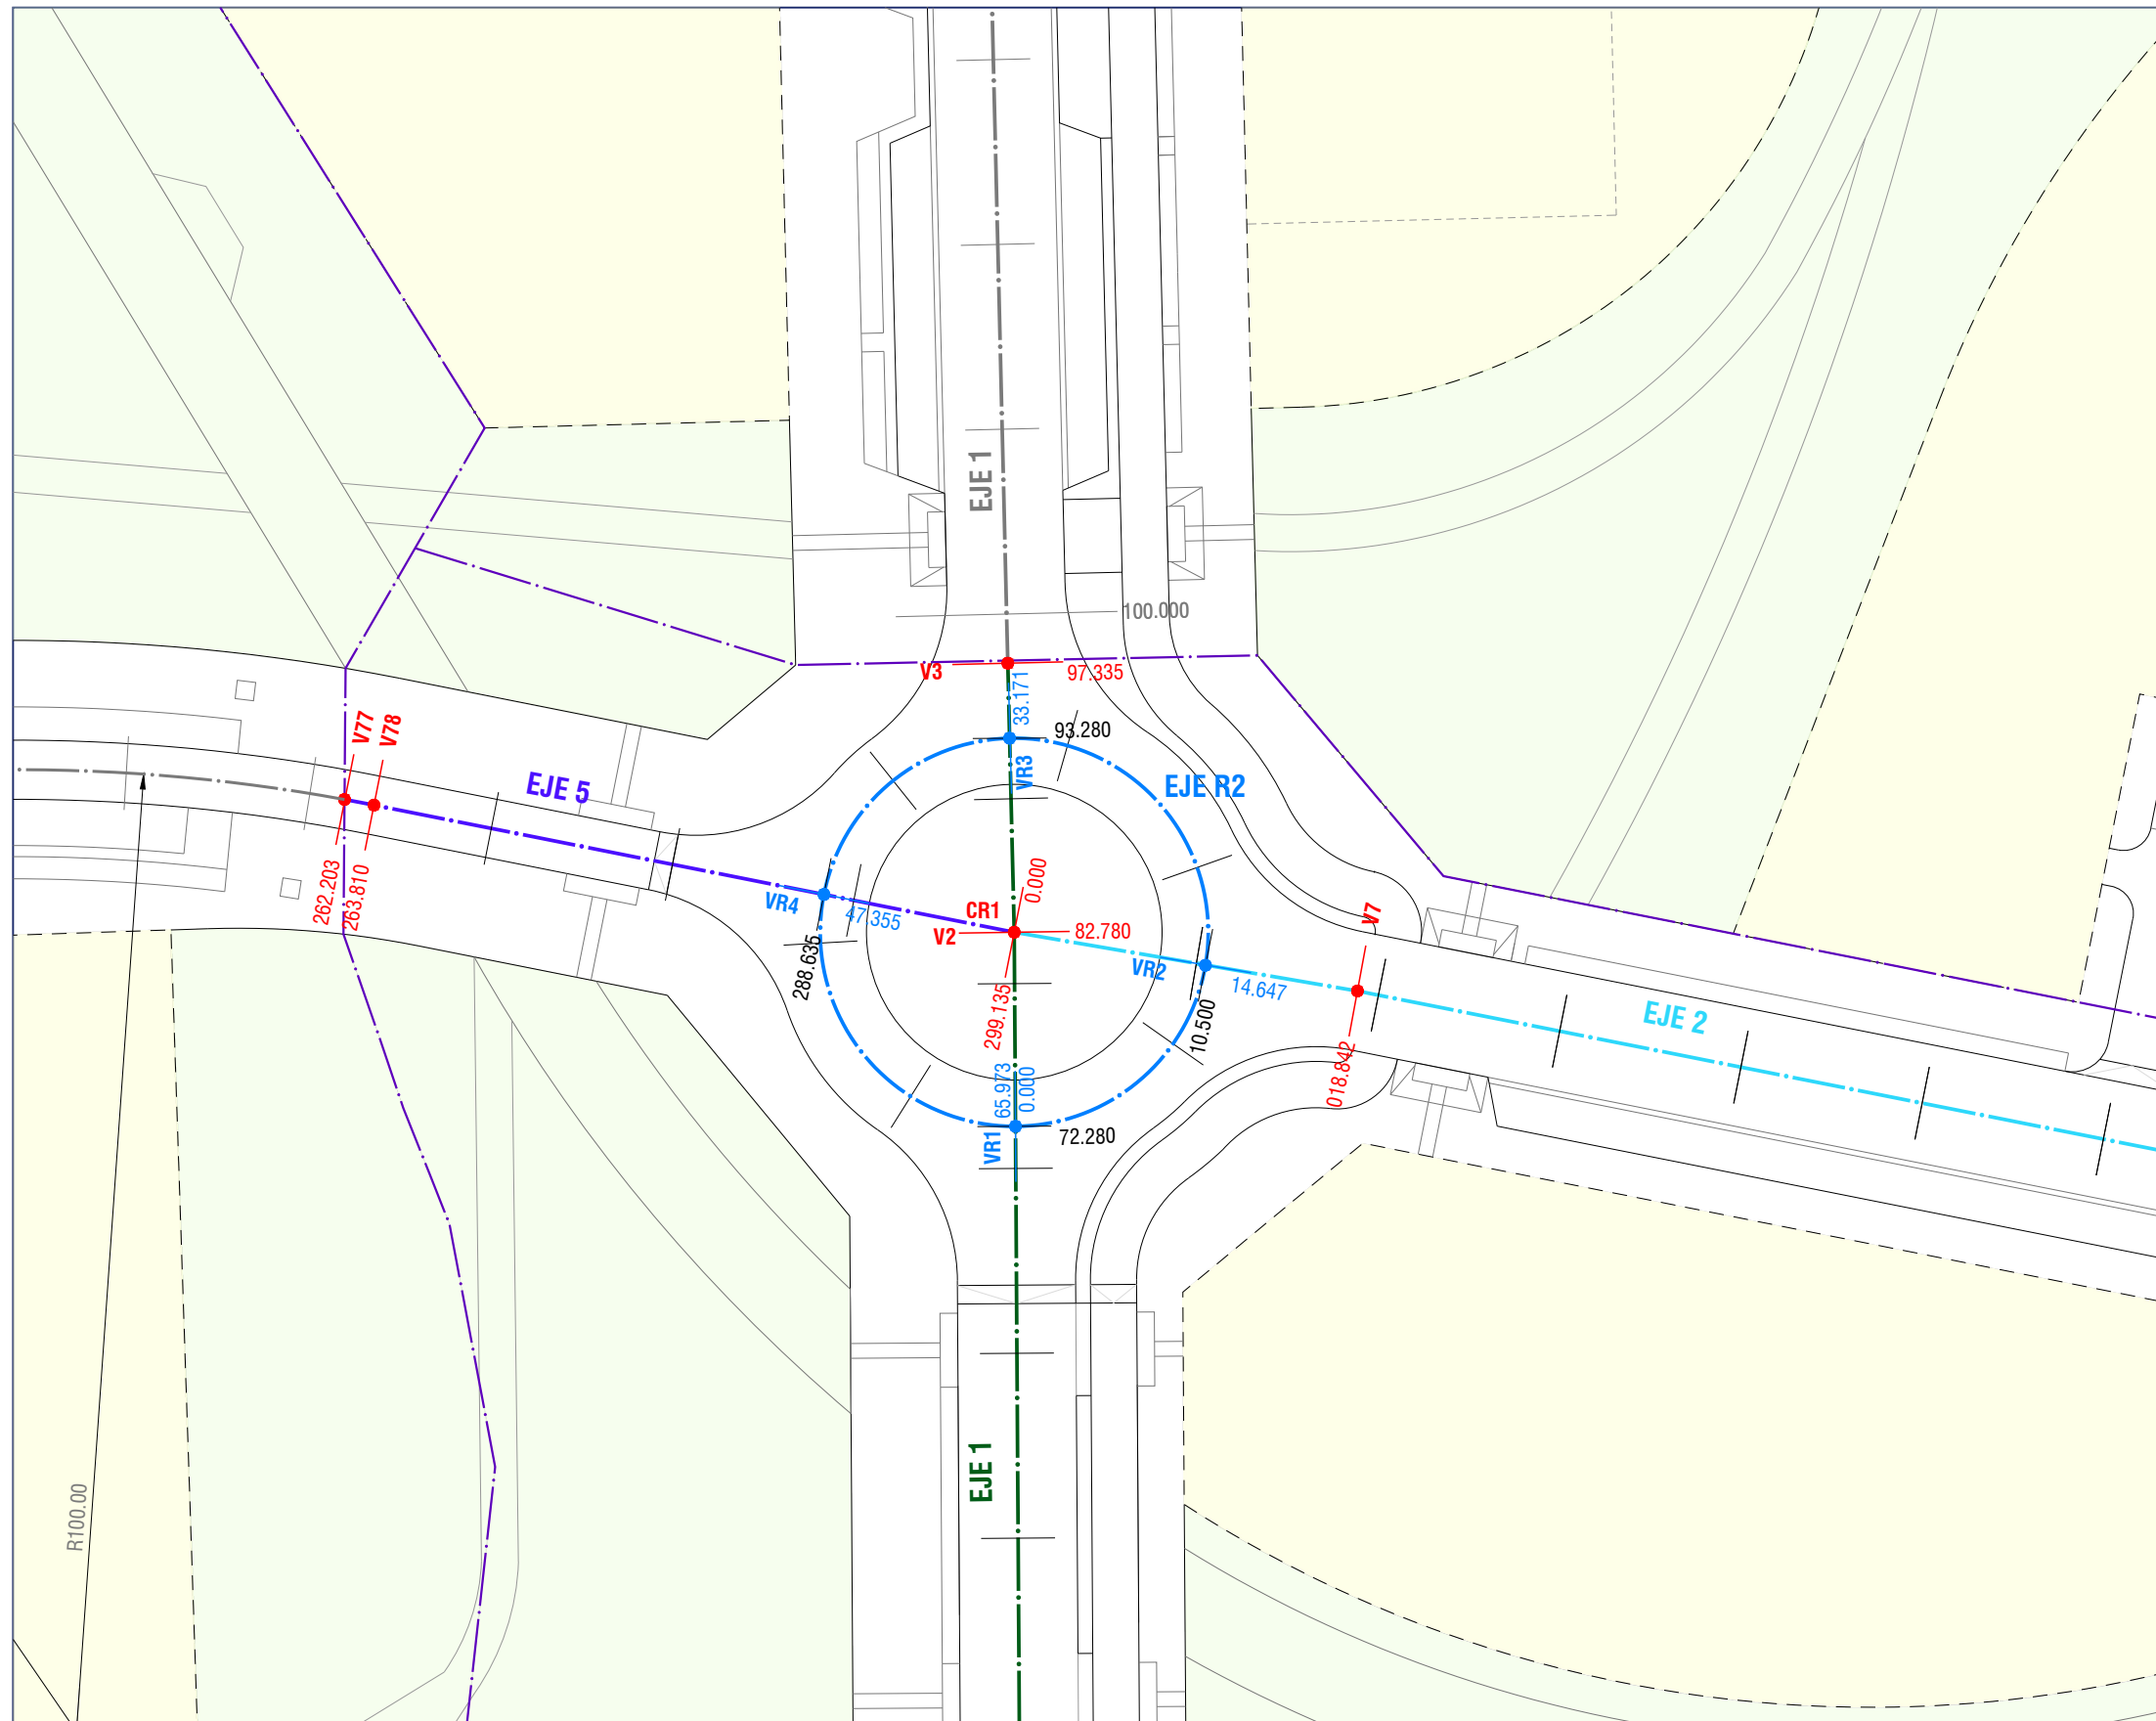 EJE 1
100.000
V3
97.335
33.171
93.280
VR3
EJE R2
V77
V78
EJE 5
262.203
263.810
VR4
47.355
288.635
CR1
0.000
V2
82.780
V7
VR2
14.647
10.500
018.842
EJE 2
299.135
65.973
0.000
VR1
72.280
EJE 1
R100.00